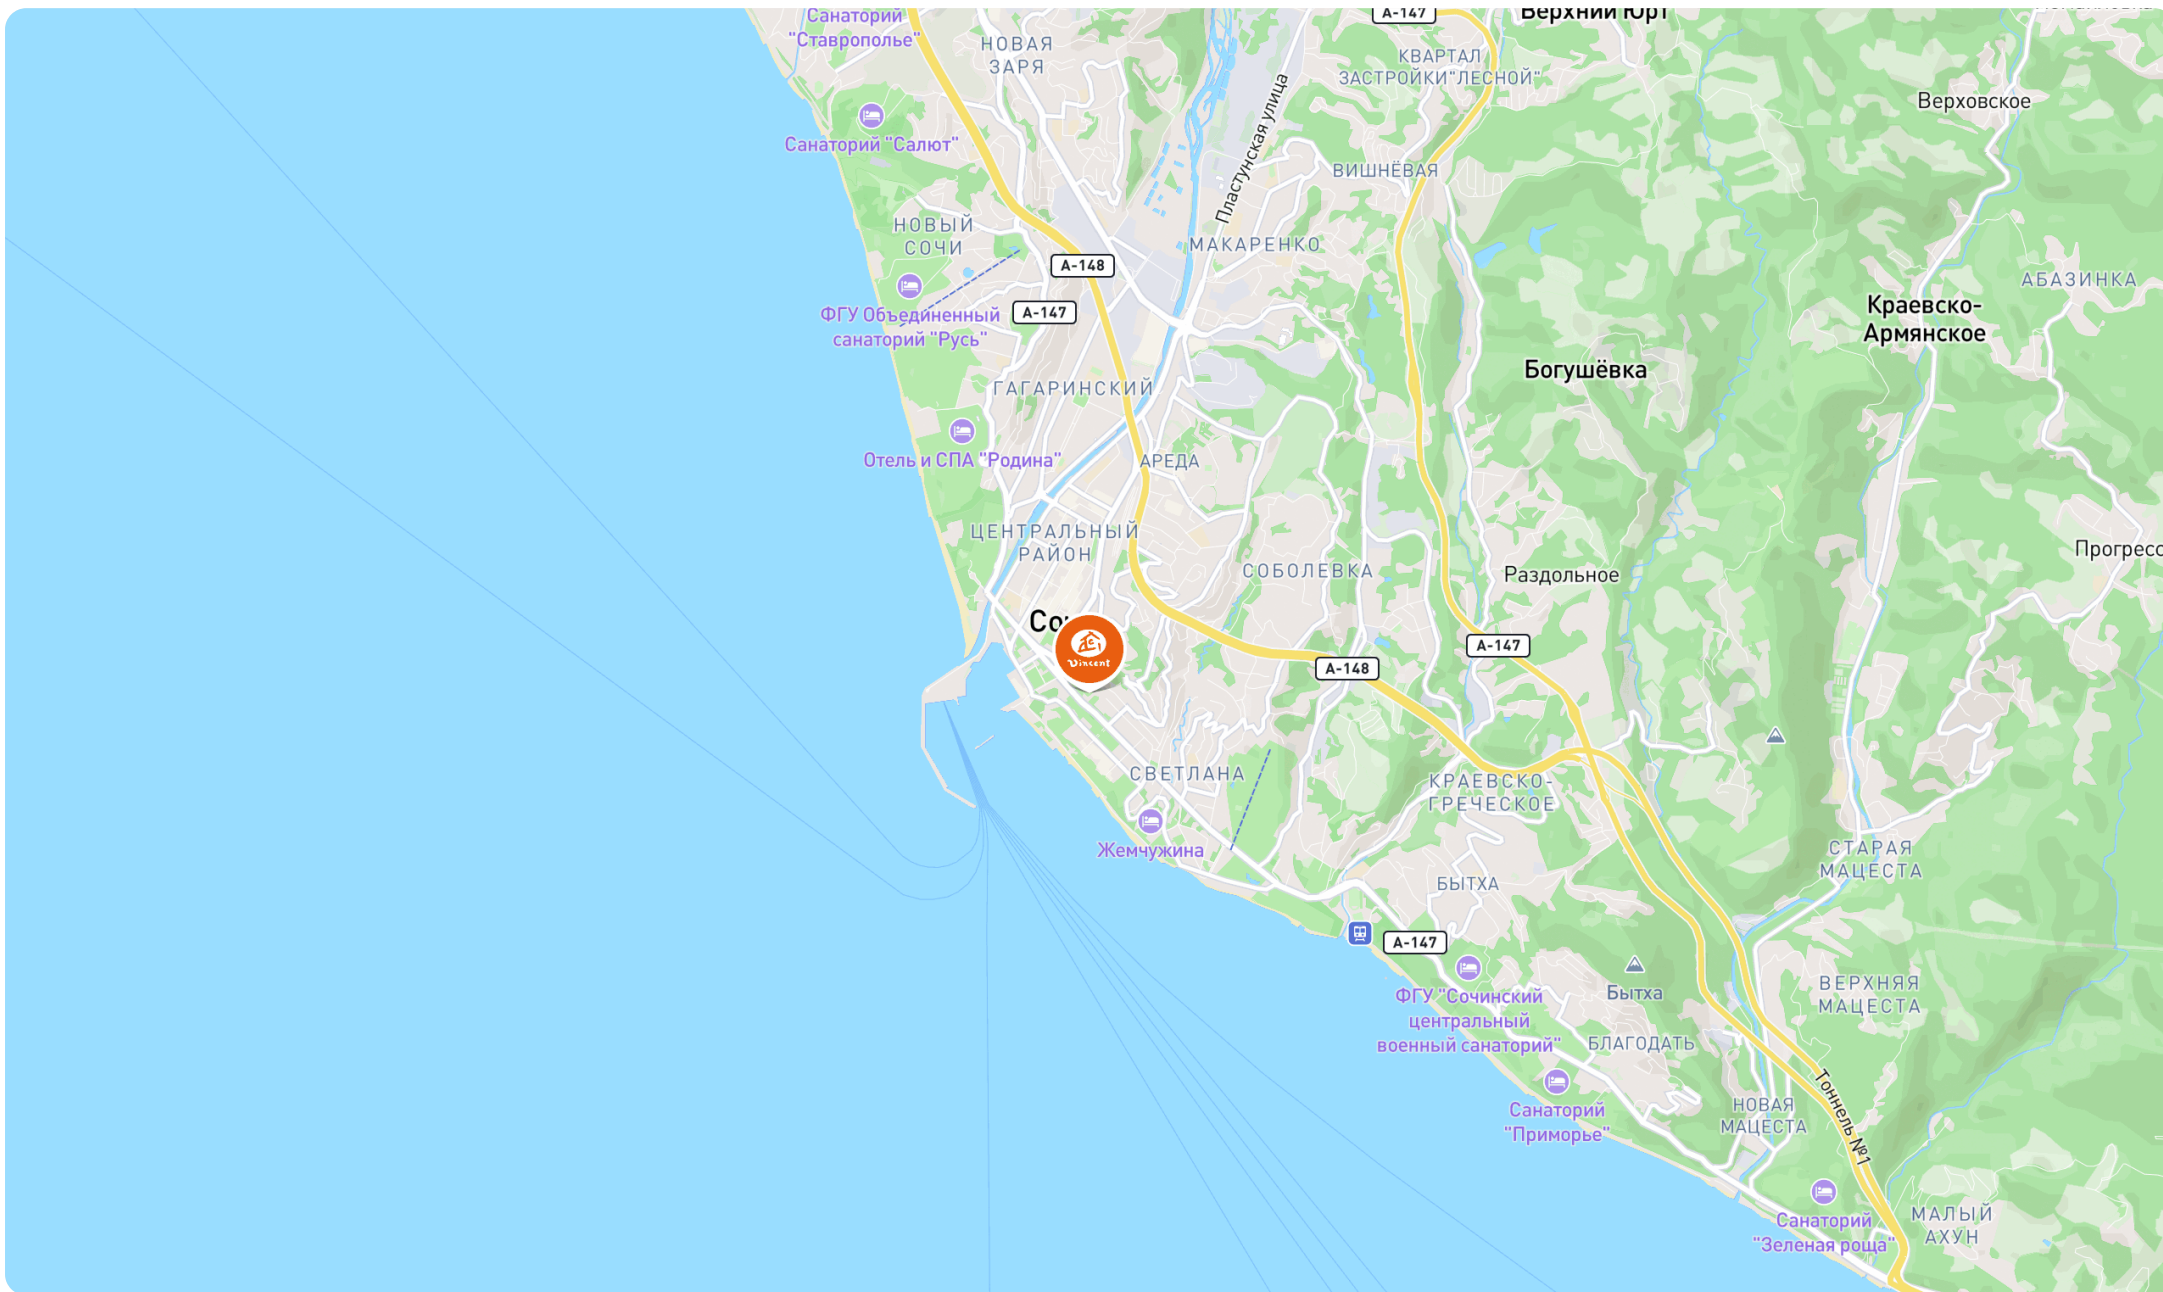 Санаторий
"Ставрополье"
НОВАЯ
ЗАРЯ
А-147
Верхний Юрт
КВАРТАЛ
ЗАСТРОЙКИ"ЛЕСНОЙ"
Верховское
Санаторий "Салют"
Пластунская улица
ВИШНЁВАЯ
НОВЫЙ
СОЧИ
МАКАРЕНКО
А-148
АБАЗИНКА
ФГУ Объединенный
санаторий "Русь"
А-147
Краевско-
Армянское
Богушёвка
ГАГАРИНСКИЙ
Отель и СПА "Родина"
АРЕДА
ЦЕНТРАЛЬНЫЙ
РАЙОН
Прогресс
СОБОЛЕВКА
Раздольное
Vincent
А-147
А-148
СВЕТЛАНА
КРАЕВСКО-
ГРЕЧЕСКОЕ
Жемчужина
СТАРАЯ
МАЦЕСТА
БЫТХА
А-147
ФГУ "Сочинский
центральный
военный санаторий"
Бытха
ВЕРХНЯЯ
МАЦЕСТА
БЛАГОДАТЬ
Санаторий
"Приморье"
НОВАЯ
МАЦЕСТА
Тоннель №1
Санаторий
"Зеленая роща"
МАЛЫЙ
АХУН